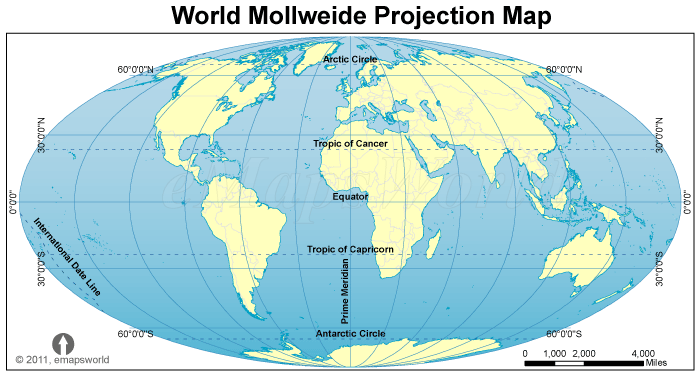 World Mollweide Projection Map
Arctic Circle
60°0'0"N
60°0'0"N
30°0'0"N
Tropic of Cancer
30°0'0"N
0°0'0"
Equator
0°0'0"
International Date Line
Tropic of Capricorn
30°0'0"S
30°0'0"S
Prime Meridian
60°0'0"S
Antarctic Circle
60°0'0"S
© 2011, emapsworld
0 1,000 2,000 4,000
Miles